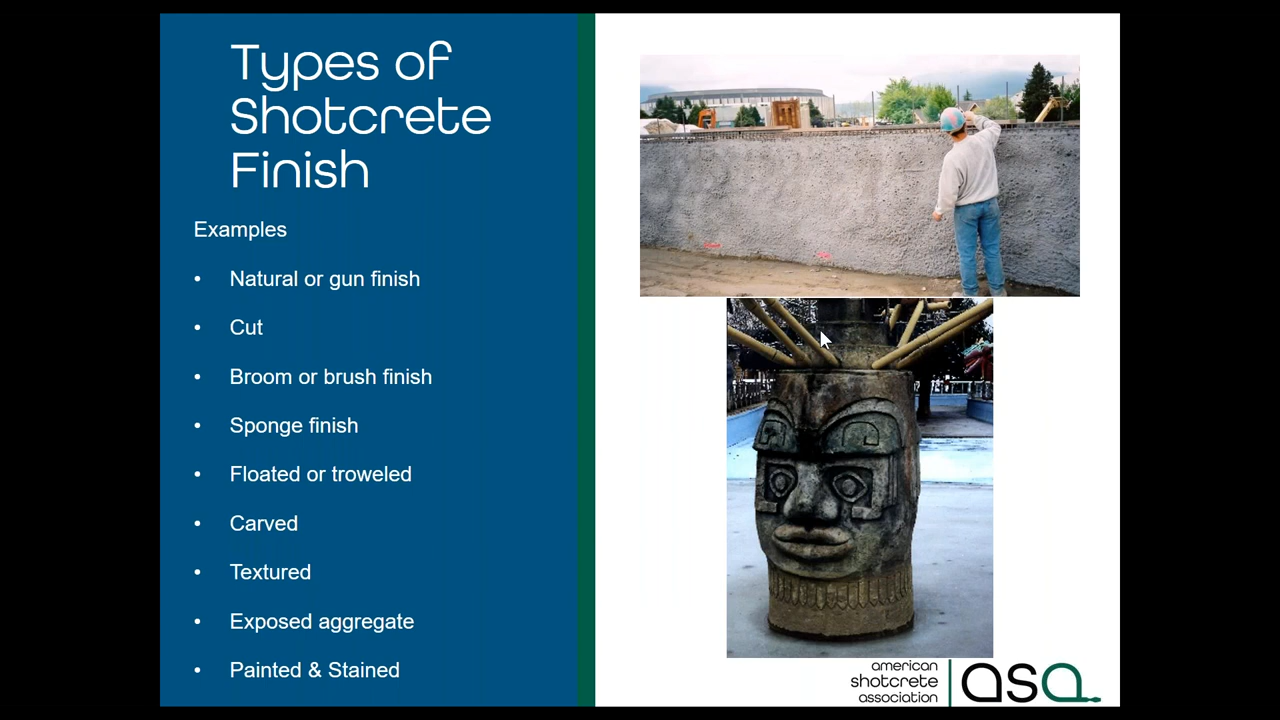 Types of
Shotcrete
Finish
Examples
• Natural or gun finish
• Cut
• Broom or brush finish
• Sponge finish
• Floated or troweled
• Carved
• Textured
• Exposed aggregate
• Painted & Stained
american
shotcrete
association
asa